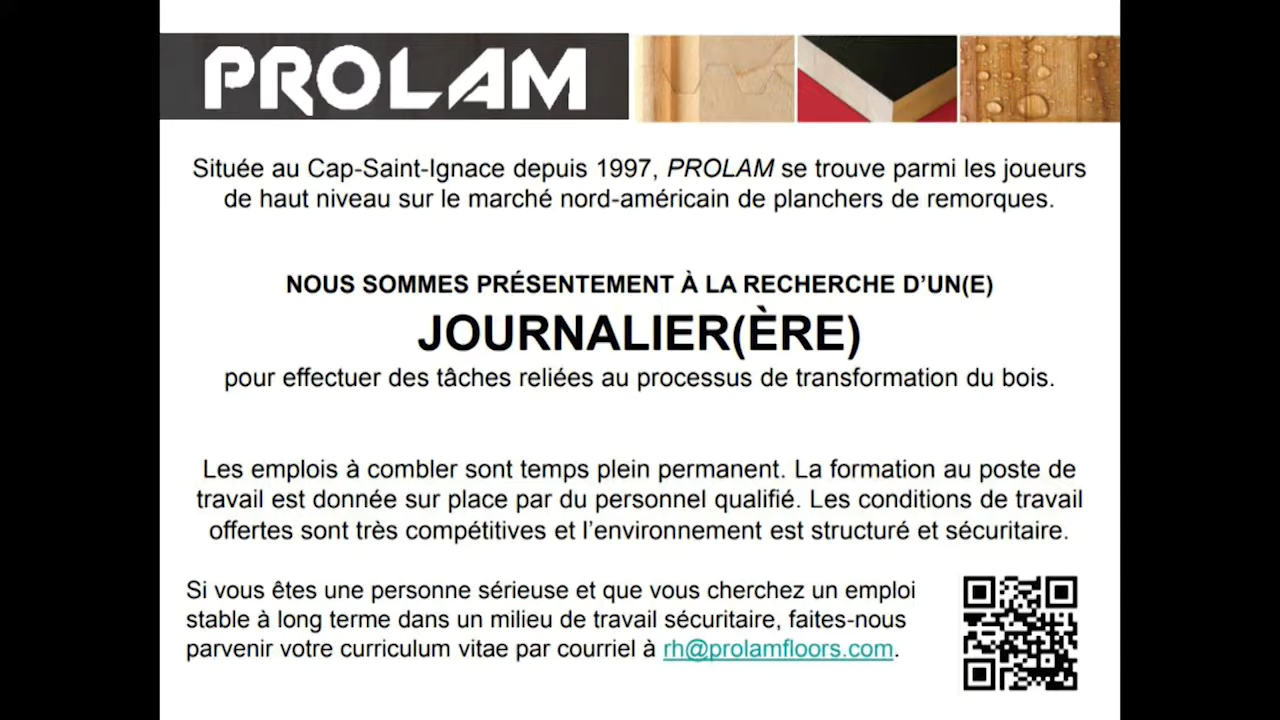 PROLAM
Située au Cap-Saint-Ignace depuis 1997, PROLAM se trouve parmi les joueurs
de haut niveau sur le marché nord-américain de planchers de remorques.
NOUS SOMMES PRÉSENTEMENT À LA RECHERCHE D’UN(E)
JOURNALIER(ÈRE)
pour effectuer des tâches reliées au processus de transformation du bois.
Les emplois à combler sont temps plein permanent. La formation au poste de
travail est donnée sur place par du personnel qualifié. Les conditions de travail
offertes sont très compétitives et l’environnement est structuré et sécuritaire.
Si vous êtes une personne sérieuse et que vous cherchez un emploi
stable à long terme dans un milieu de travail sécuritaire, faites-nous
parvenir votre curriculum vitae par courriel à rh@prolamfloors.com.